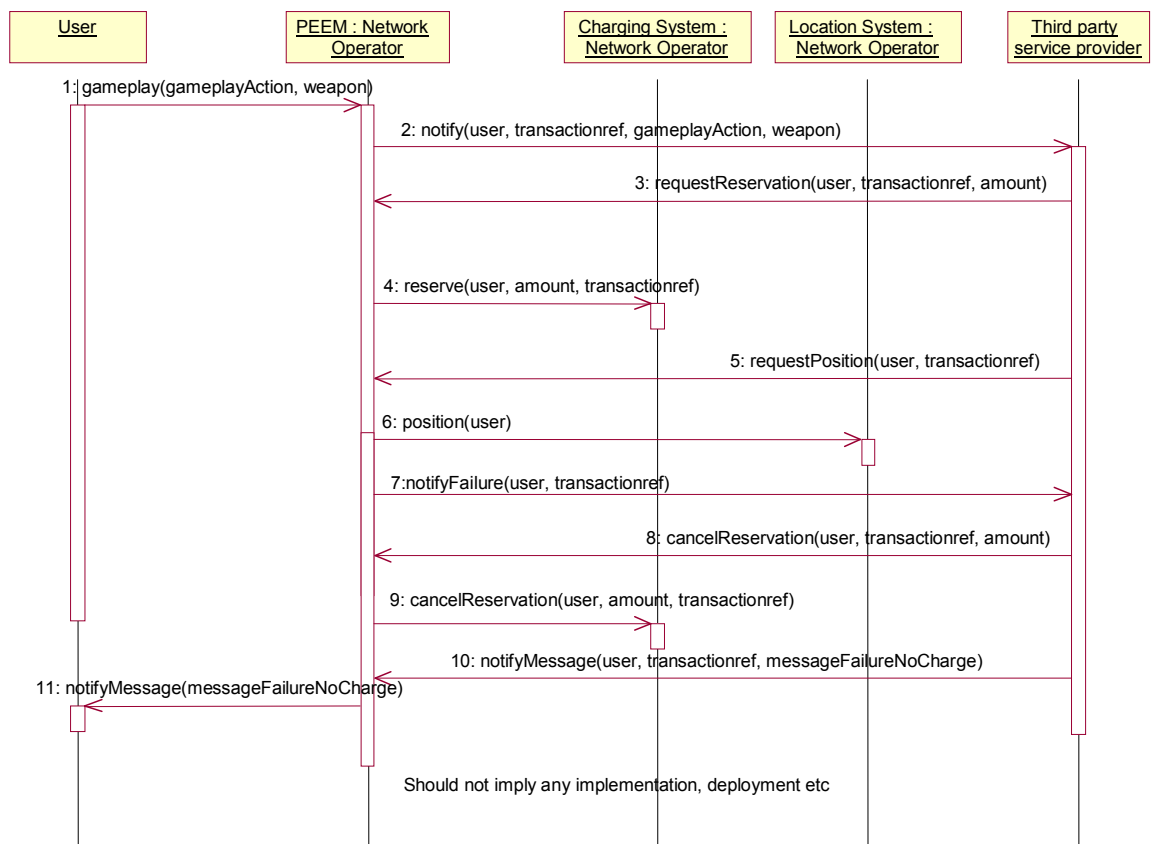 User
PEEM : Network
Operator
Charging System :
Network Operator
Location System :
Network Operator
Third party
service provider
1: gameplay(gameplayAction, weapon)
2: notify(user, transactionref, gameplayAction, weapon)
3: requestReservation(user, transactionref, amount)
4: reserve(user, amount, transactionref)
5: requestPosition(user, transactionref)
6: position(user)
7:notifyFailure(user, transactionref)
8: cancelReservation(user, transactionref, amount)
9: cancelReservation(user, amount, transactionref)
10: notifyMessage(user, transactionref, messageFailureNoCharge)
11: notifyMessage(messageFailureNoCharge)
Should not imply any implementation, deployment etc